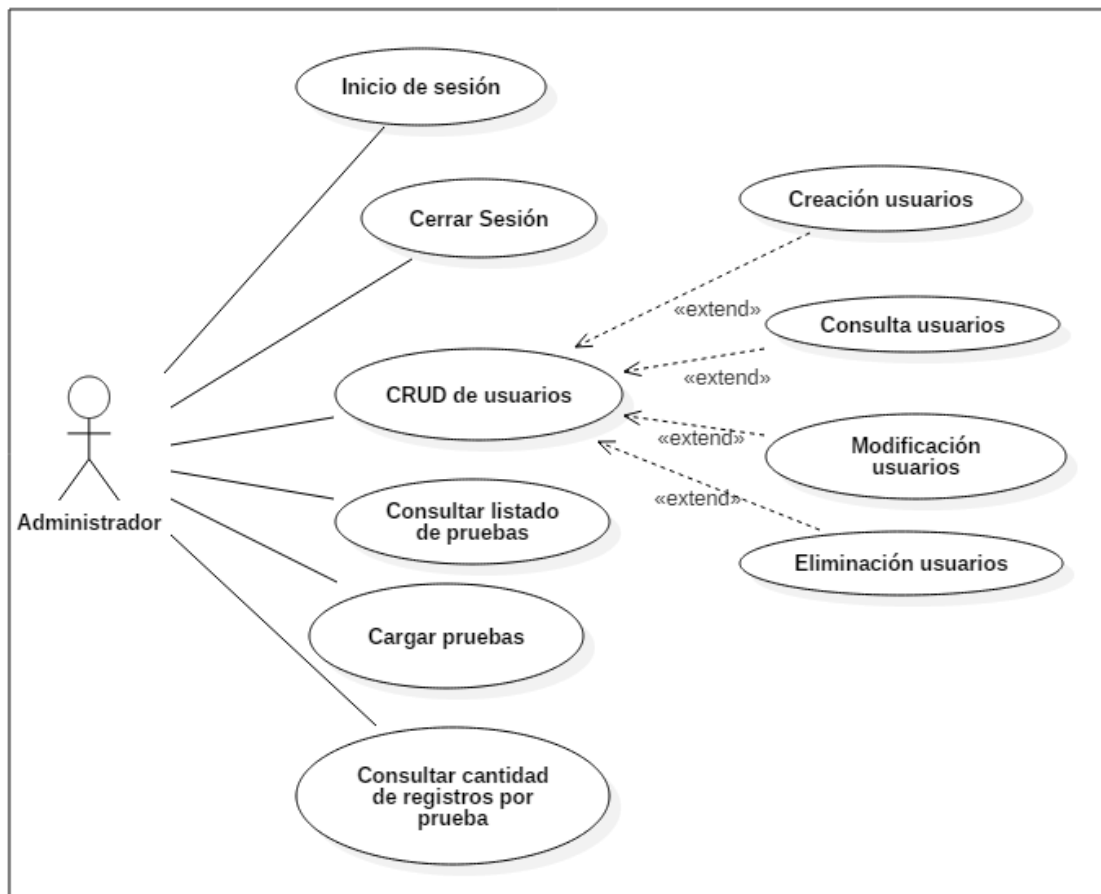 Inicio de sesión
Cerrar Sesión
Creación usuarios
«extend»
Consulta usuarios
«extend»
CRUD de usuarios
«extend»
Modificación
usuarios
«extend»
Consultar listado
de pruebas
Administrador
Eliminación usuarios
Cargar pruebas
Consultar cantidad
de registros por
prueba